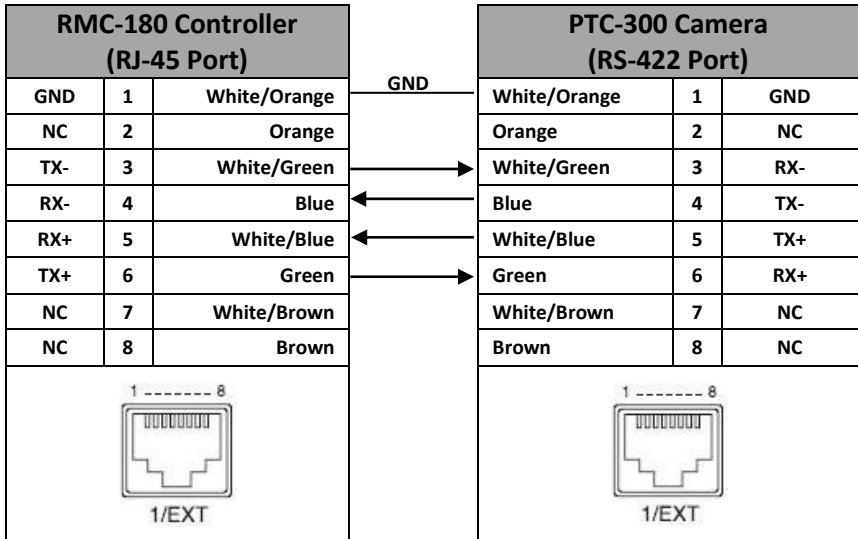 RMC-180 Controller
(RJ-45 Port)
PTC-300 Camera
(RS-422 Port)
GND
GND 1 White/Orange White/Orange 1 GND
NC 2 Orange Orange 2 NC
TX- 3 White/Green White/Green 3 RX-
RX- 4 Blue Blue 4 TX-
RX+ 5 White/Blue White/Blue 5 TX+
TX+ 6 Green Green 6 RX+
NC 7 White/Brown White/Brown 7 NC
NC 8 Brown Brown 8 NC
1 -------- 8
1/EXT
1 -------- 8
1/EXT